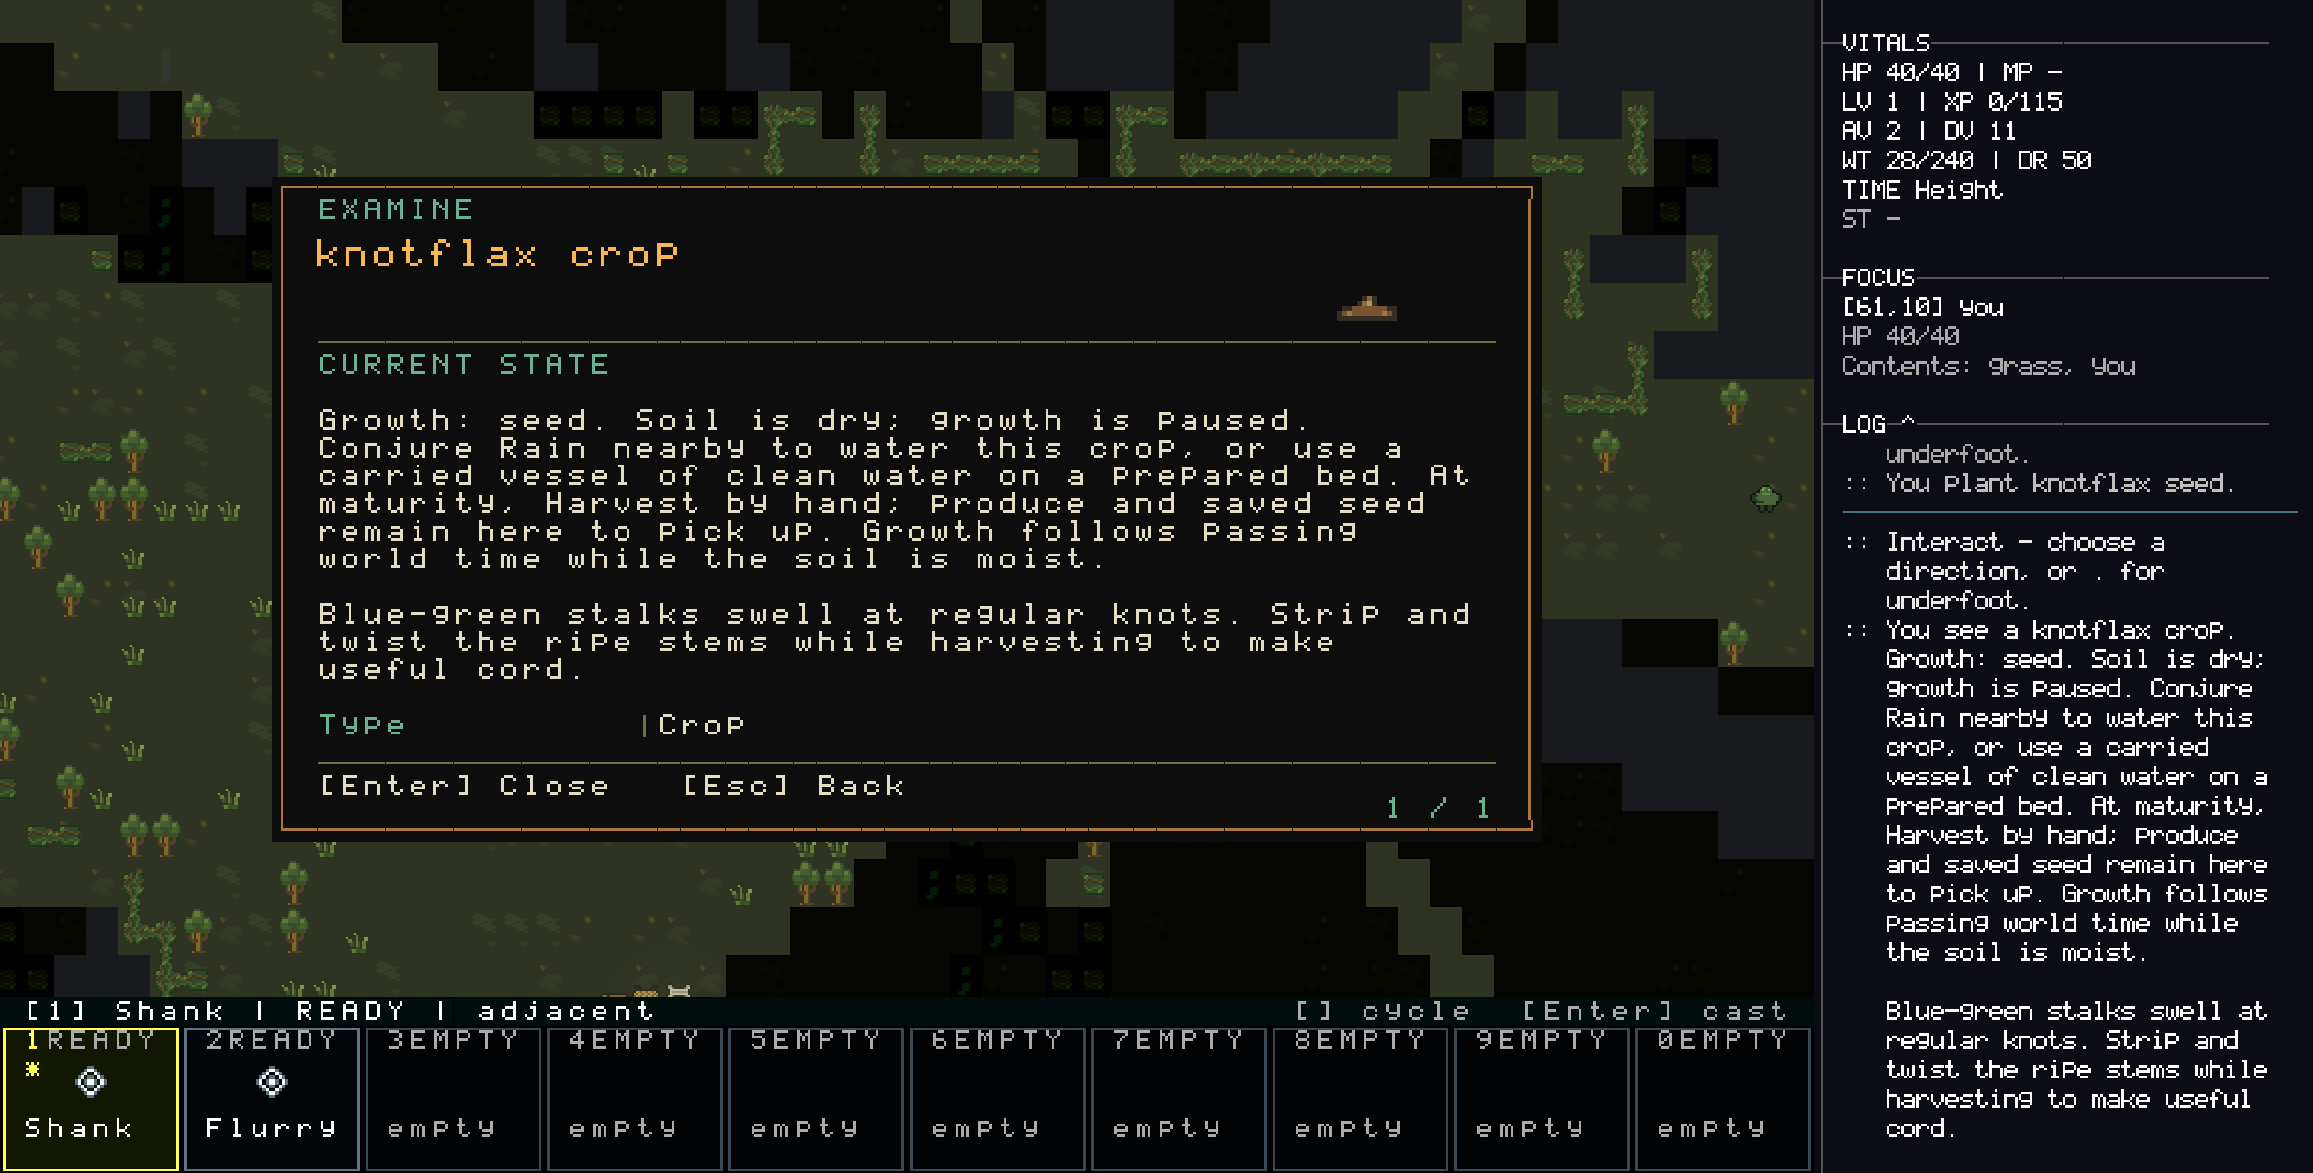 EXAMINE
knotflax crop
CURRENT STATE
Growth: seed. Soil is dry; growth is paused.
Conjure Rain nearby to water this crop, or use a
carried vessel of clean water on a prepared bed. At
maturity, Harvest by hand; produce and saved seed
remain here to pick up. Growth follows passing
world time while the soil is moist.
Blue-green stalks swell at regular knots. Strip and
twist the ripe stems while harvesting to make
useful cord.
Type | Crop
[Enter] Close [Esc] Back
1 / 1
[1] Shank | READY | adjacent
[] cycle [Enter] cast
1READY 2READY 3EMPTY 4EMPTY 5EMPTY 6EMPTY 7EMPTY 8EMPTY 9EMPTY 0EMPTY
*
Shank Flurry empty empty empty empty empty empty empty empty
VITALS
HP 40/40 | MP -
LV 1 | XP 0/115
AV 2 | DV 11
WT 28/240 | DR 50
TIME Height
ST -
FOCUS
[61,10] You
HP 40/40
Contents: grass, You
LOG ^
underfoot.
:: You plant knotflax seed.
:: Interact - choose a
direction, or . for
underfoot.
:: You see a knotflax crop.
Growth: seed. Soil is dry;
growth is paused. Conjure
Rain nearby to water this
crop, or use a carried
vessel of clean water on a
prepared bed. At maturity,
Harvest by hand; produce
and saved seed remain here
to pick up. Growth follows
passing world time while
the soil is moist.
Blue-green stalks swell at
regular knots. Strip and
twist the ripe stems while
harvesting to make useful
cord.